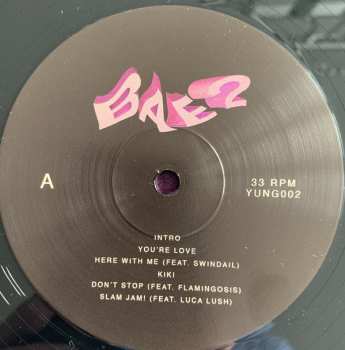 BAE 2
A
33 RPM
YUNG002
INTRO
YOU'RE LOVE
HERE WITH ME (FEAT. SWINDAIL)
KIKI
DON'T STOP (FEAT. FLAMINGOSIS)
SLAM JAM! (FEAT. LUCA LUSH)